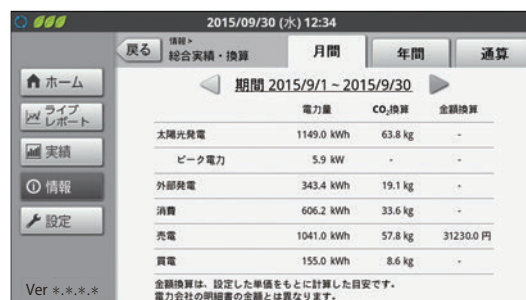 2015/09/30 (水) 12:34
戻る
情報 >
総合実績・換算
月間
年間
通算
ホーム
ライブ
レポート
実績
情報
設定
Ver *.*.*.*
期間 2015/9/1 ~ 2015/9/30
電力量 CO₂換算 金額換算
太陽光発電 1149.0 kWh 63.8 kg -
ピーク電力 5.9 kW - -
外部発電 343.4 kWh 19.1 kg -
消費 606.2 kWh 33.6 kg -
売電 1041.0 kWh 57.8 kg 31230.0 円
買電 155.0 kWh 8.6 kg -
金額換算は、設定した単価をもとに計算した目安です。
電力会社の明細書の金額とは異なります。